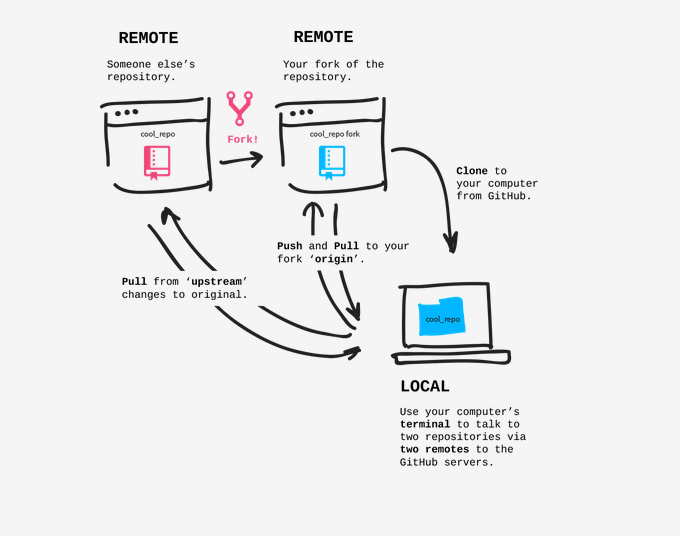 REMOTE
Someone else's
repository.
REMOTE
Your fork of the
repository.
cool_repo
Fork!
cool_repo fork
Clone to
your computer
from GitHub.
Push and Pull to your
fork ‘origin’.
Pull from ‘upstream’
changes to original.
cool_repo
LOCAL
Use your computer’s
terminal to talk to
two repositories via
two remotes to the
GitHub servers.